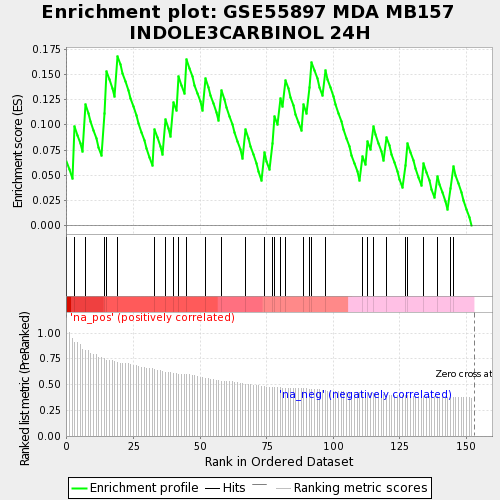 Enrichment plot: GSE55897 MDA MB157
INDOLE3CARBINOL 24H
Enrichment score (ES)
0.175
0.150
0.125
0.100
0.075
0.050
0.025
0.000
'na_pos' (positively correlated)
Ranked list metric (PreRanked)
1.00
0.75
0.50
0.25
0.00
Zero cross at
'na_neg' (negatively correlated)
0
25
50
75
100
125
150
Rank in Ordered Dataset
Enrichment profile
Hits
Ranking metric scores